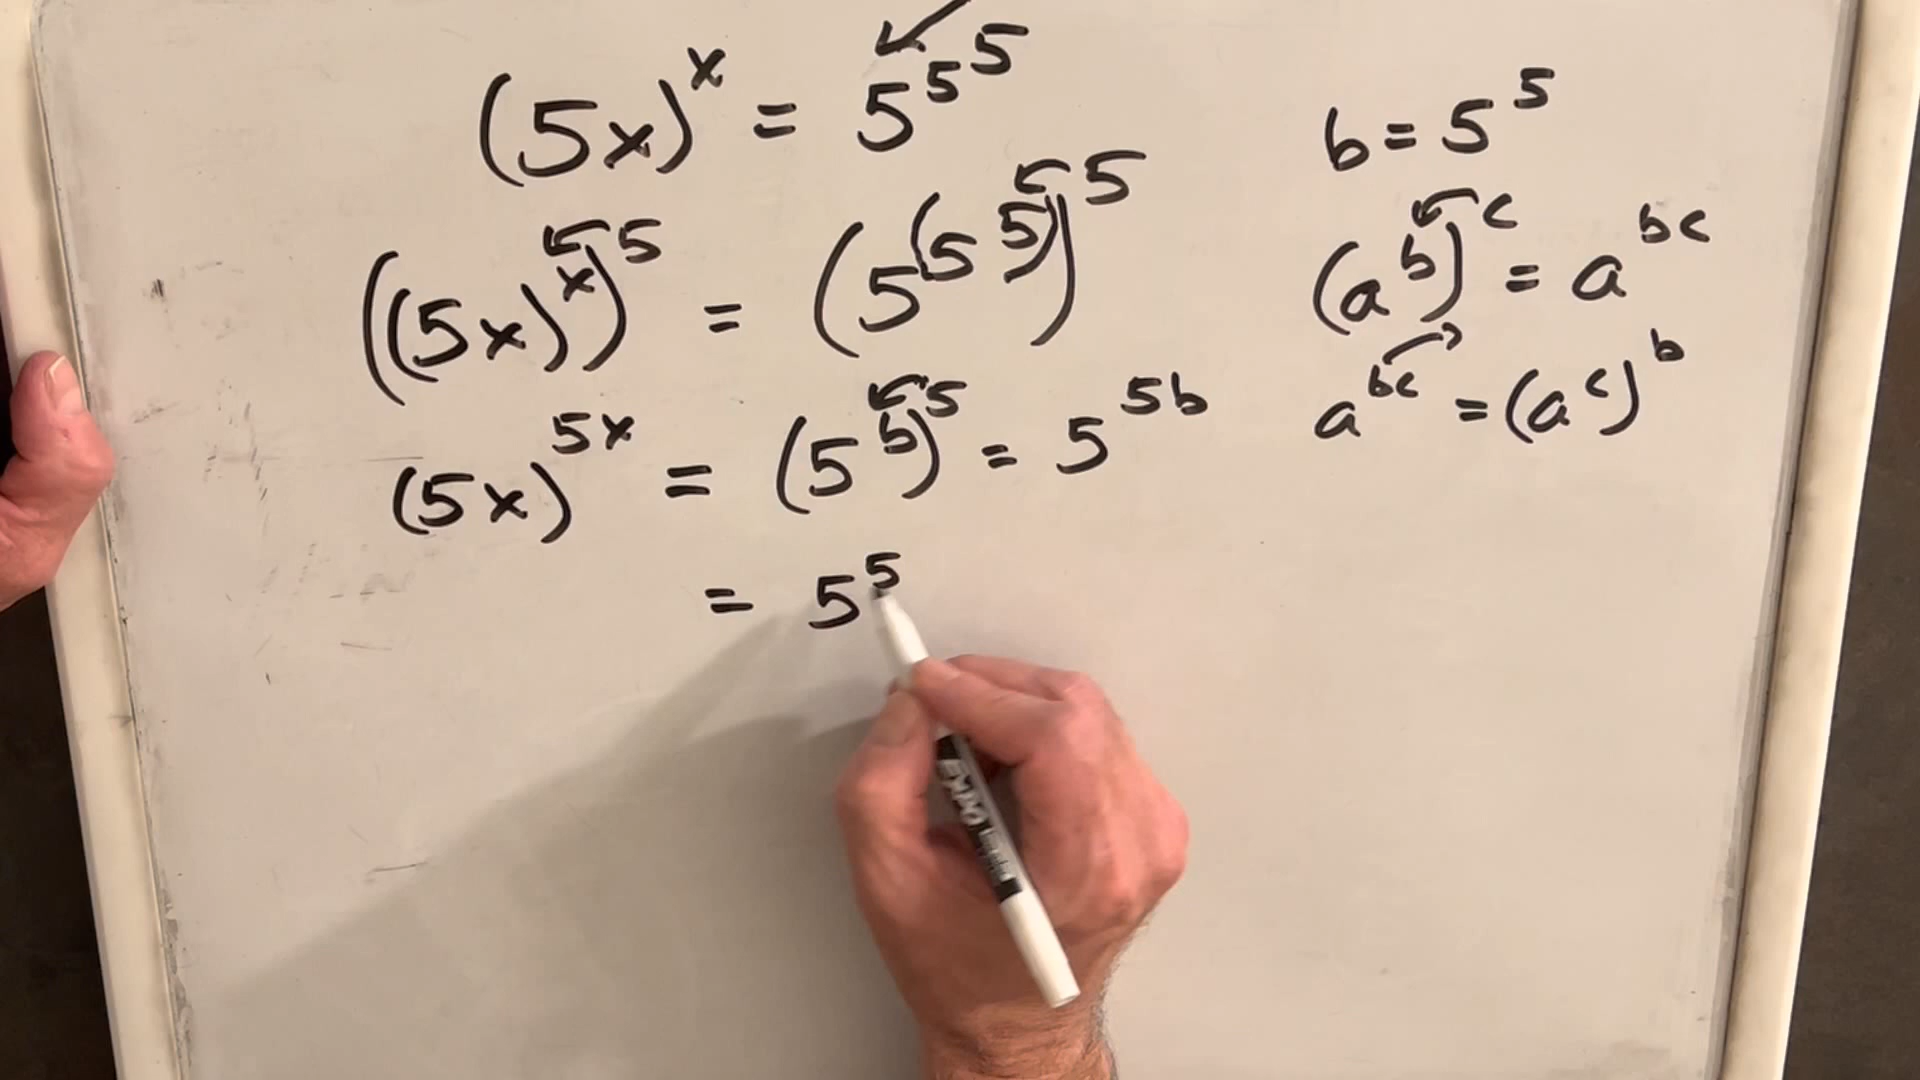 (5x)^x = 5^5^5
((5x)^x)^5 = (5^(5^5))^5
(5x)^5x = (5^b)^5 = 5^5b
= 5^5
b = 5^5
(a^b)^c = a^bc
a^bc = (a^c)^b
EXPO